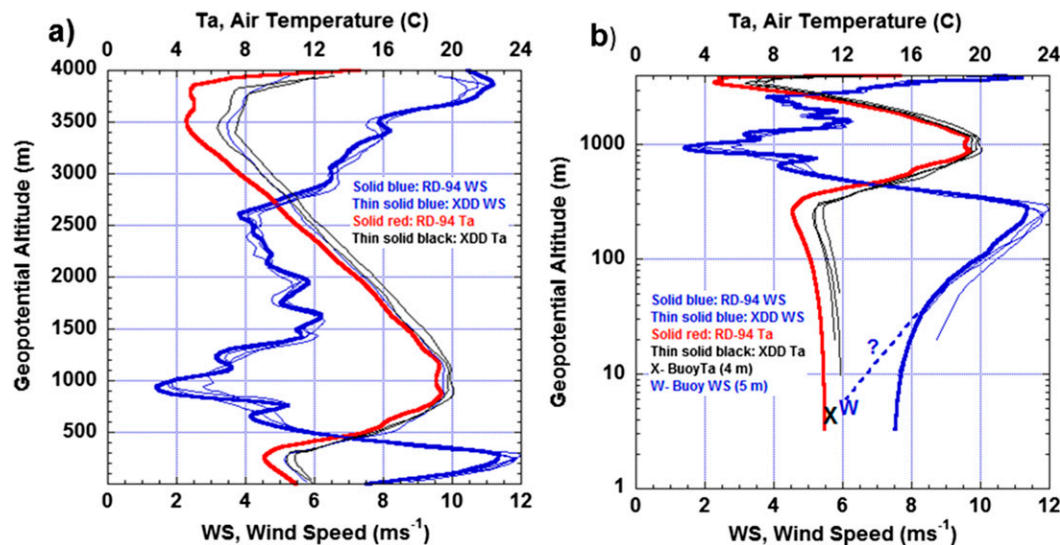 Ta, Air Temperature (C)
a)
0 4 8 12 16 20 24
4000
3500
3000
2500
2000
1500
1000
500
Geopotential Altitude (m)
Solid blue: RD-94 WS
Thin solid blue: XDD WS
Solid red: RD-94 Ta
Thin solid black: XDD Ta
0 2 4 6 8 10 12
WS, Wind Speed (ms-1)
Ta, Air Temperature (C)
b)
0 4 8 12 16 20 24
1000
100
10
1
Geopotential Altitude (m)
Solid blue: RD-94 WS
Thin solid blue: XDD WS
Solid red: RD-94 Ta
Thin solid black: XDD Ta
X- BuoyTa (4 m)
W- Buoy WS (5 m)
?
X W
0 2 4 6 8 10 12
WS, Wind Speed (ms-1)